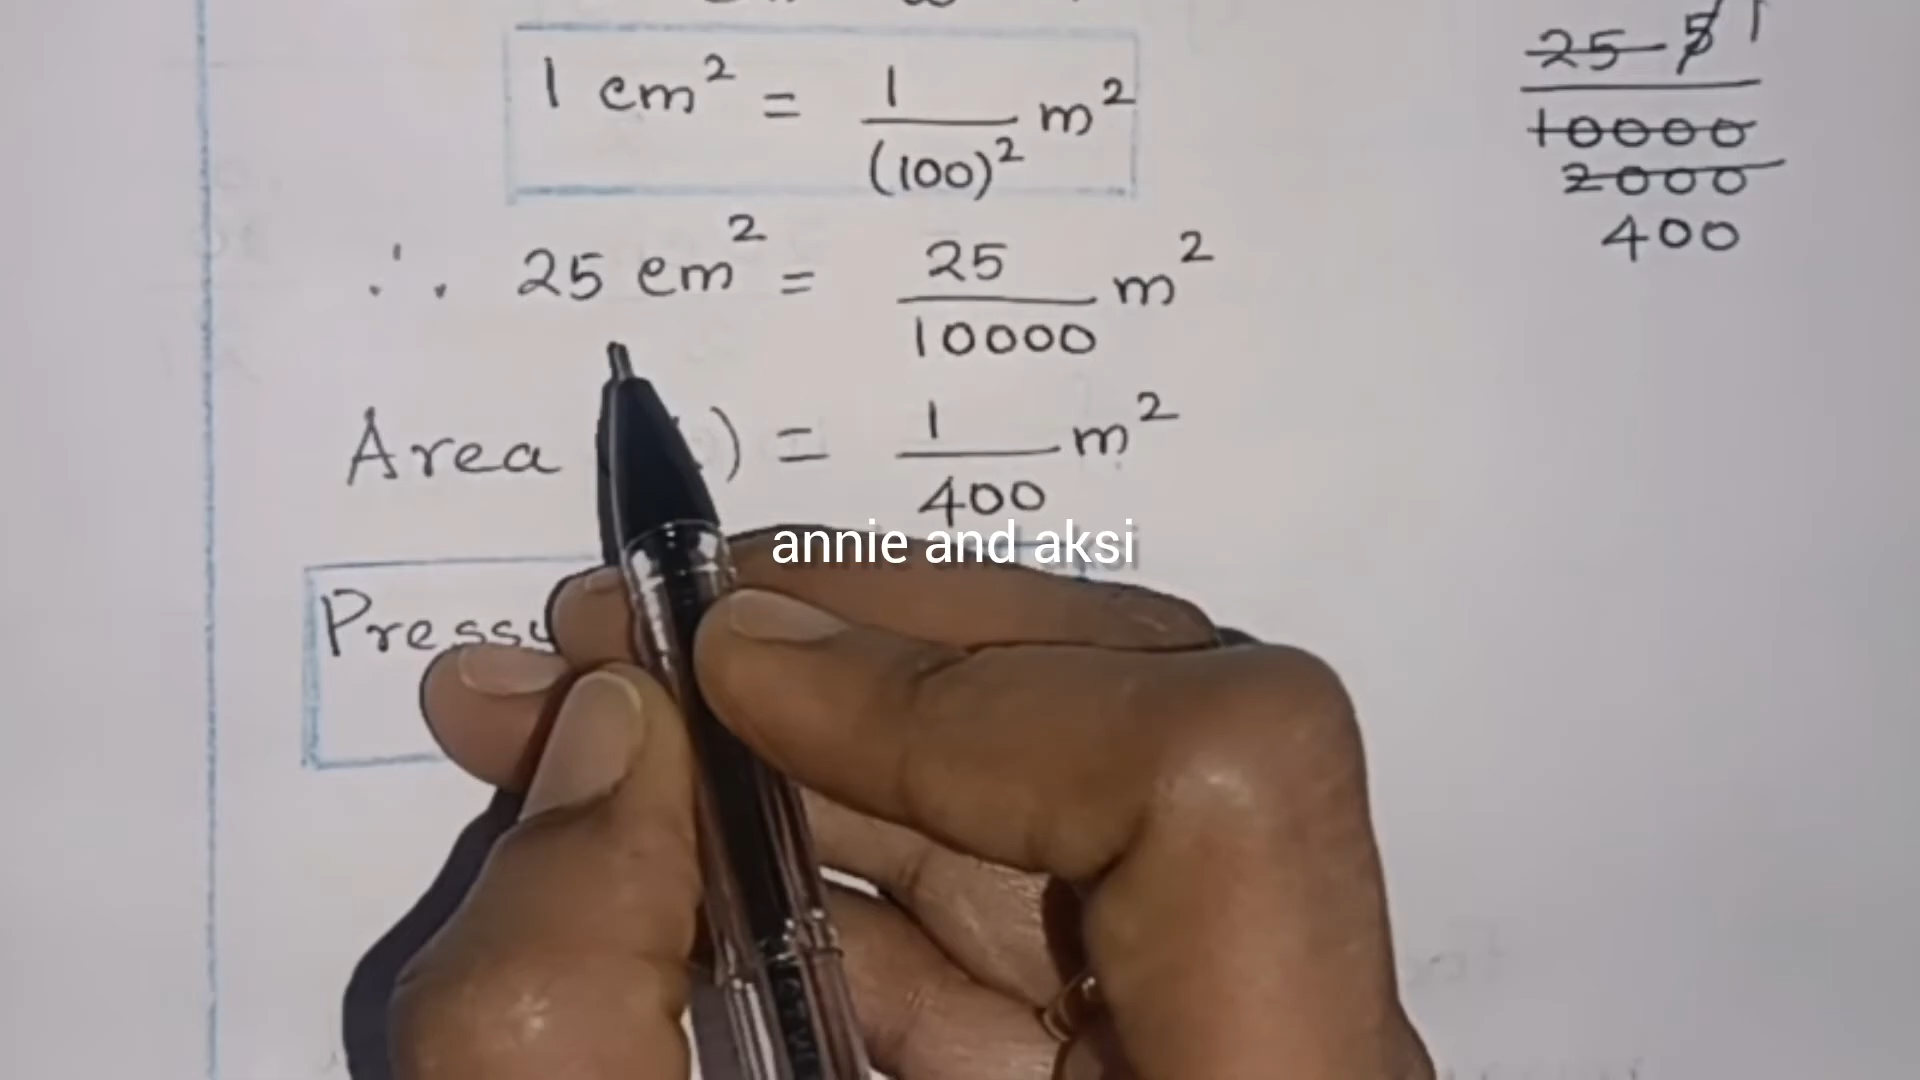 1 cm² = 1/(100)² m²
∴ 25 cm² = 25/10000 m²
Area ) = 1/400 m²
annie and aksi
Pressu
25 5 1
10000
2000
400